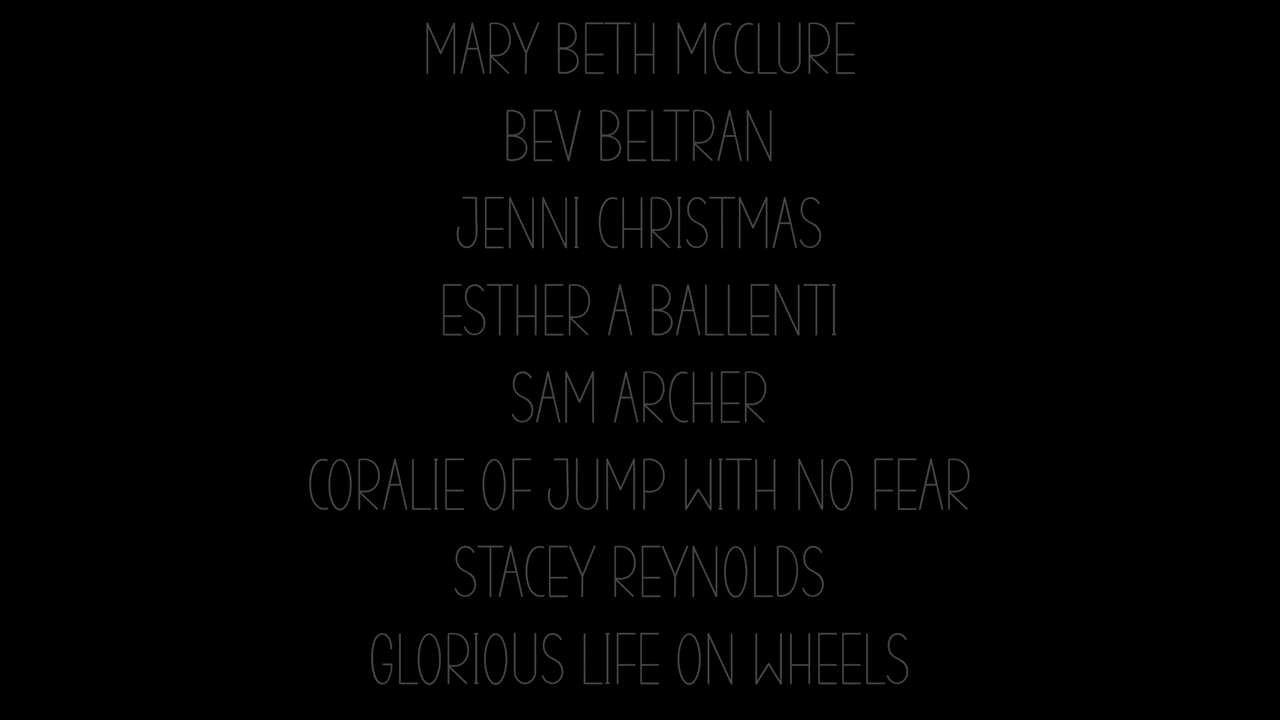 MARY BETH MCCLURE
BEV BELTRAN
JENNI CHRISTMAS
ESTHER A BALLENTI
SAM ARCHER
CORALIE OF JUMP WITH NO FEAR
STACEY REYNOLDS
GLORIOUS LIFE ON WHEELS